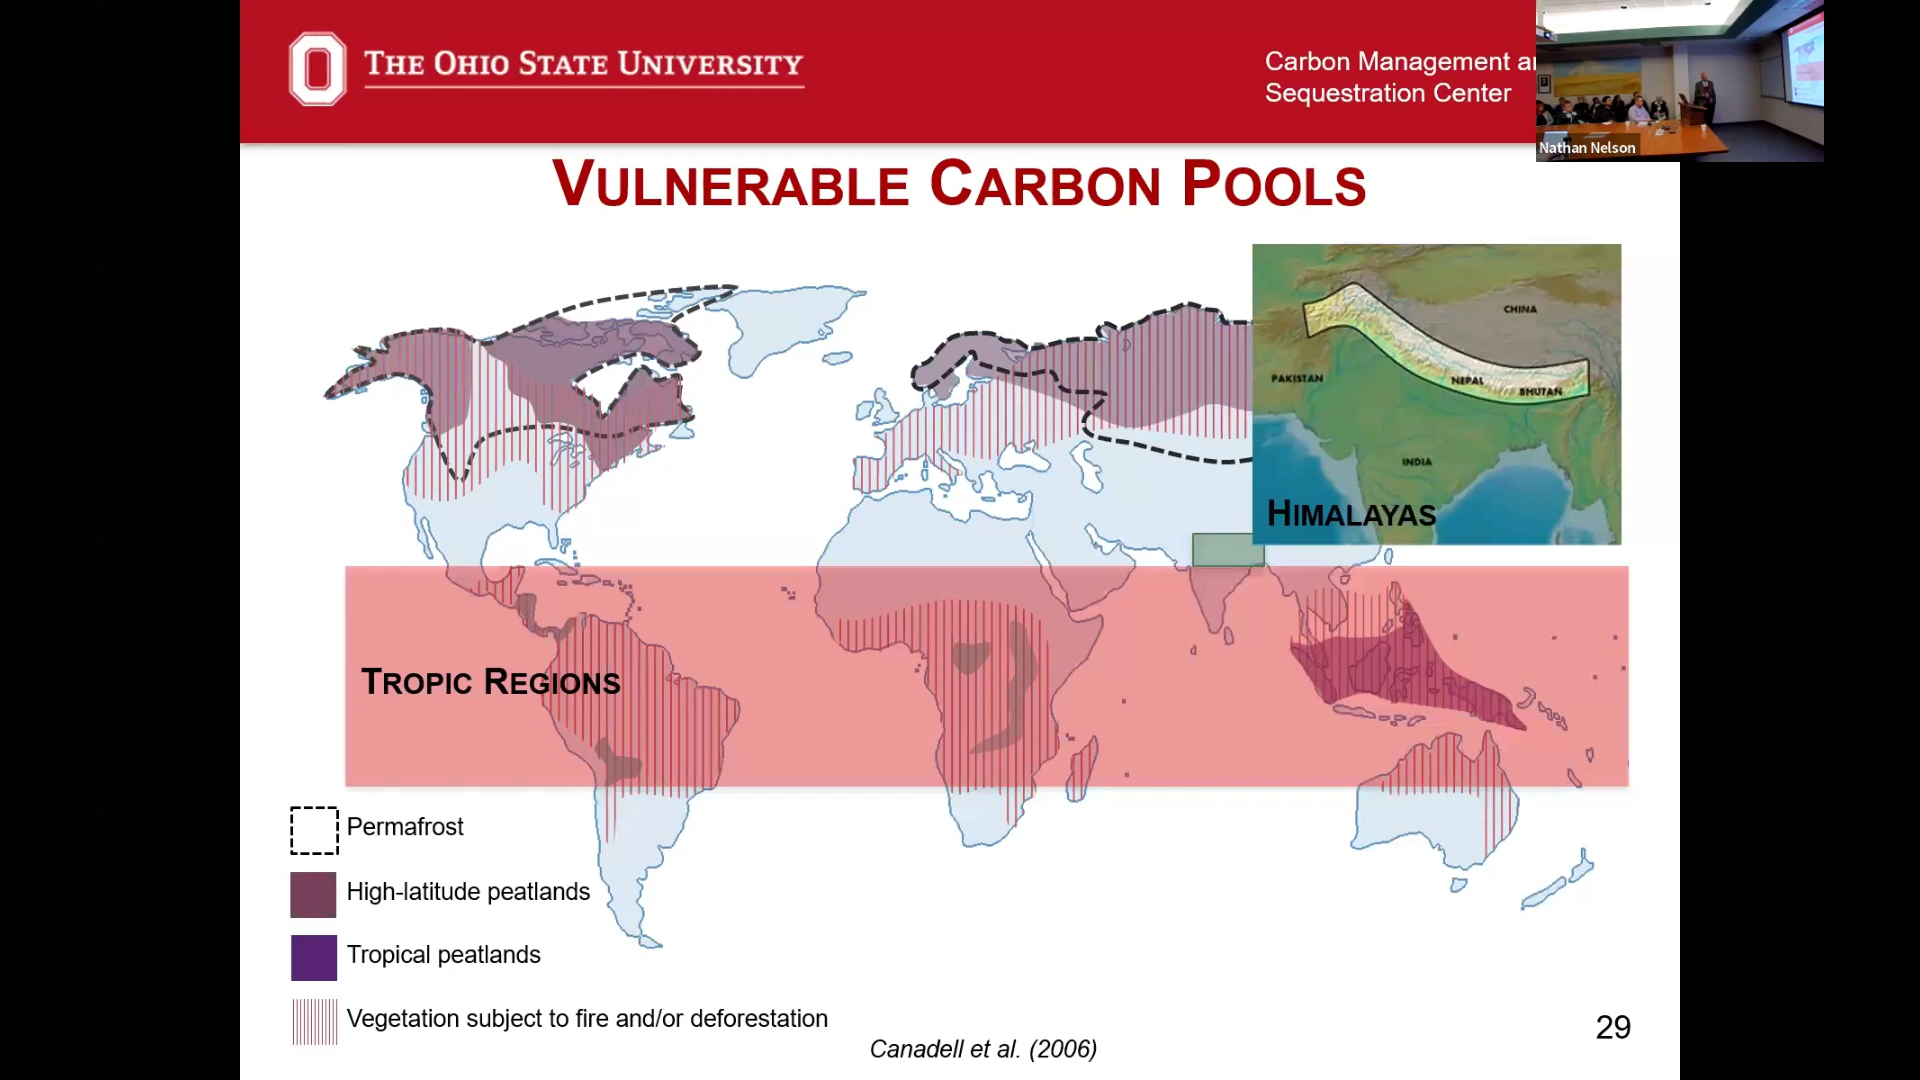 THE OHIO STATE UNIVERSITY
Carbon Management an
Sequestration Center
Nathan Nelson
VULNERABLE CARBON POOLS
CHINA
PAKISTAN
NEPAL
BHUTAN
INDIA
HIMALAYAS
TROPIC REGIONS
Permafrost
High-latitude peatlands
Tropical peatlands
Vegetation subject to fire and/or deforestation
Canadell et al. (2006)
29